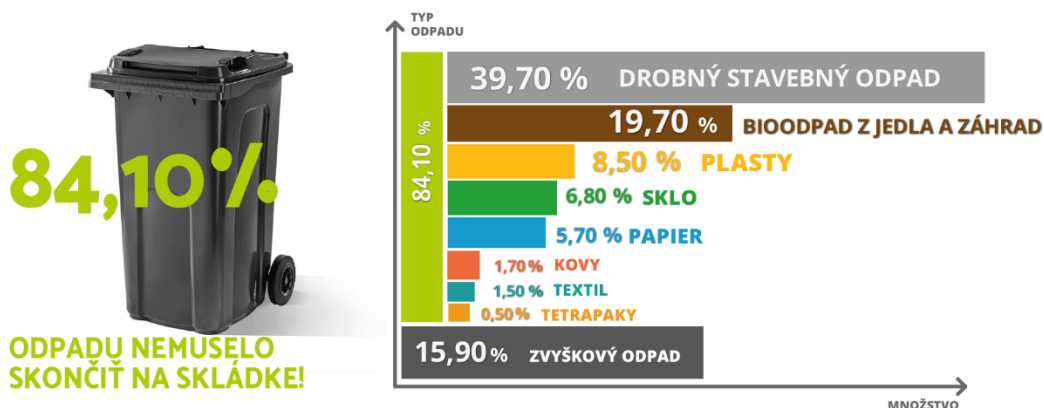 84,10%
ODPADU NEMUSELO
SKONČIŤ NA SKLÁDKE!
TYP
ODPADU
84,10 %
39,70 % DROBNÝ STAVEBNÝ ODPAD
19,70 % BIOODPAD Z JEDLA A ZÁHRAD
8,50 % PLASTY
6,80 % SKLO
5,70 % PAPIER
1,70% KOVY
1,50 % TEXTIL
0,50% TETRAPAKY
15,90 % ZVYŠKOVÝ ODPAD
MNOŽSTVO